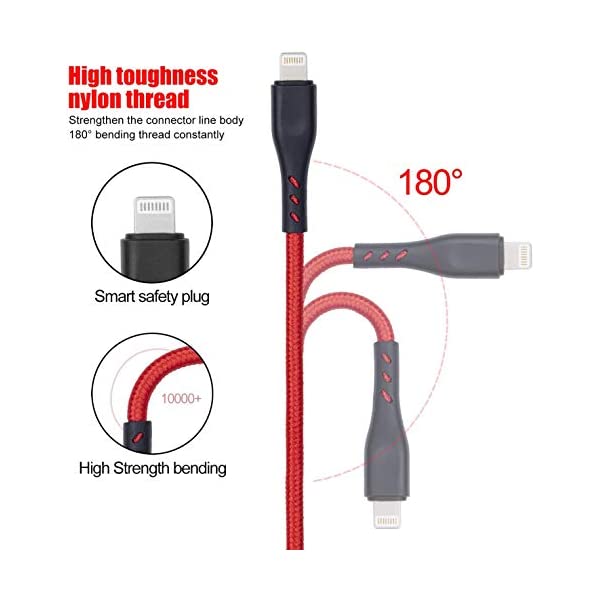 High toughness
nylon thread
Strengthen the connector line body
180° bending thread constantly
180°
Smart safety plug
10000+
High Strength bending